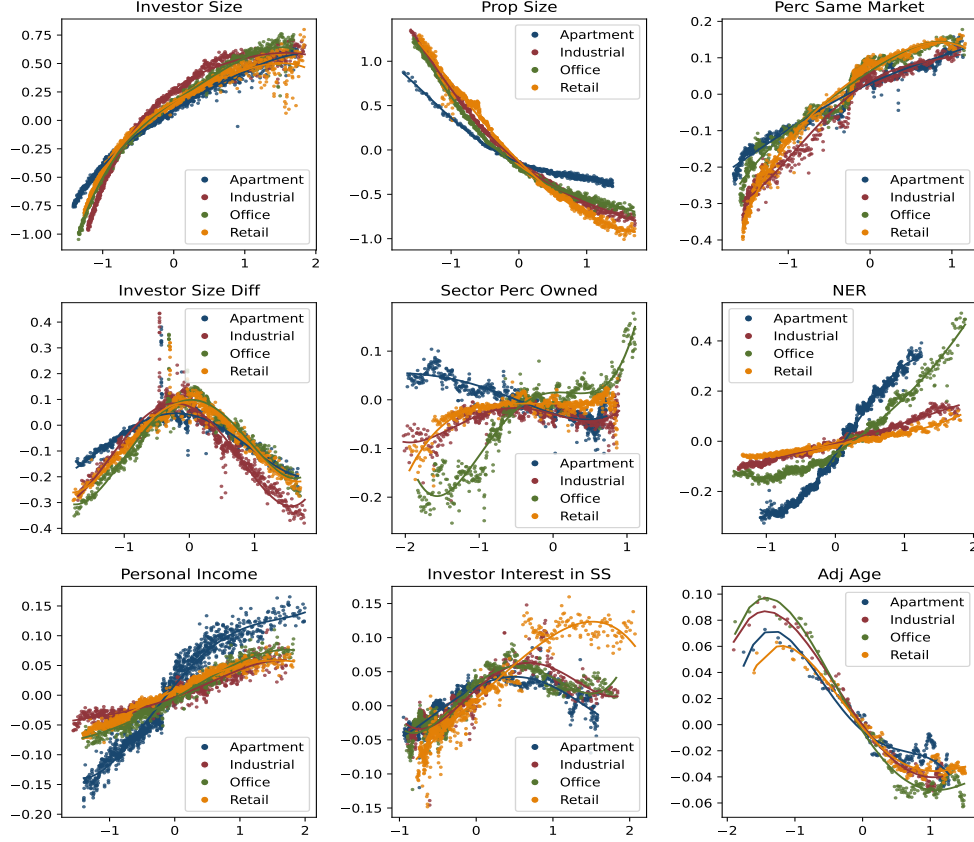 Investor Size
0.75
0.50
0.25
0.00
−0.25
−0.50
−0.75
−1.00
−1
0
1
2
Apartment
Industrial
Office
Retail
Prop Size
1.0
0.5
0.0
−0.5
−1.0
−1
0
1
Apartment
Industrial
Office
Retail
Perc Same Market
0.2
0.1
0.0
−0.1
−0.2
−0.3
−0.4
−1
0
1
Apartment
Industrial
Office
Retail
Investor Size Diff
0.4
0.3
0.2
0.1
0.0
−0.1
−0.2
−0.3
−0.4
−1
0
1
Apartment
Industrial
Office
Retail
Sector Perc Owned
0.1
0.0
−0.1
−0.2
−2
−1
0
1
Apartment
Industrial
Office
Retail
NER
0.4
0.2
0.0
−0.2
−1
0
1
2
Apartment
Industrial
Office
Retail
Personal Income
0.15
0.10
0.05
0.00
−0.05
−0.10
−0.15
−0.20
−1
0
1
2
Apartment
Industrial
Office
Retail
Investor Interest in SS
0.15
0.10
0.05
0.00
−0.05
−0.10
−0.15
−1
0
1
2
Apartment
Industrial
Office
Retail
Adj Age
0.10
0.08
0.06
0.04
0.02
0.00
−0.02
−0.04
−0.06
−2
−1
0
1
Apartment
Industrial
Office
Retail